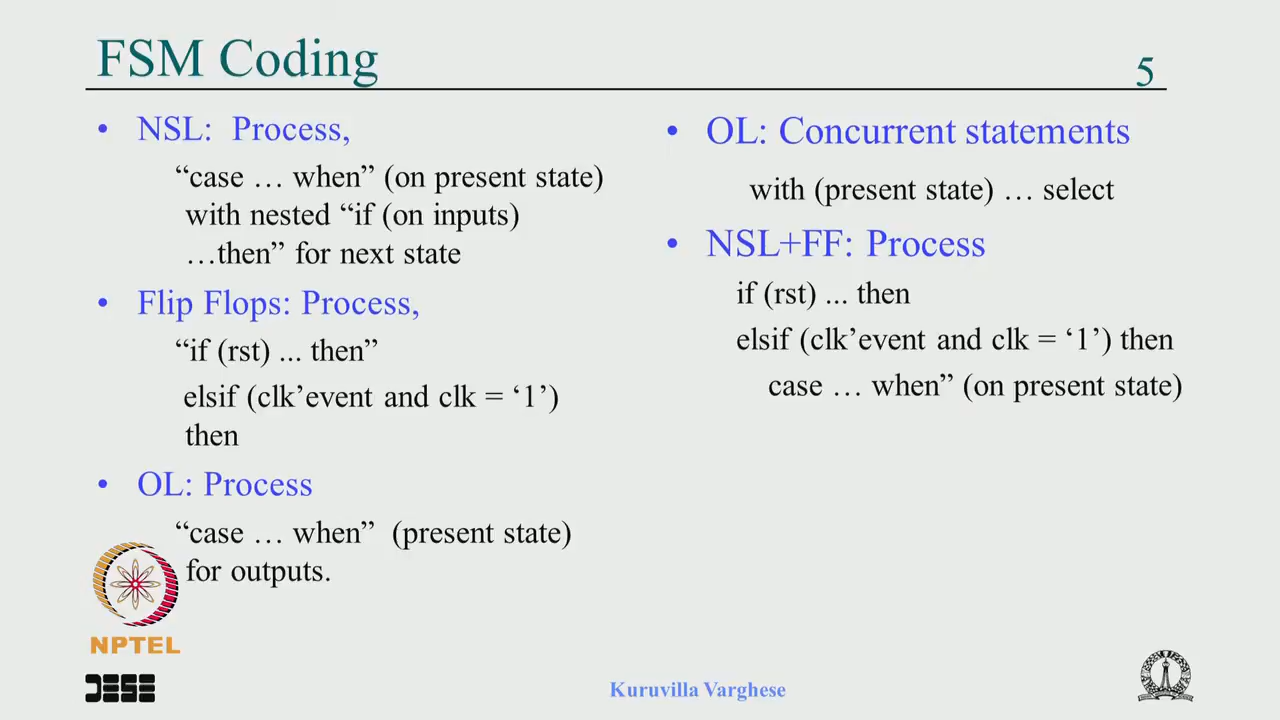 FSM Coding
5
• NSL: Process,
“case … when” (on present state)
with nested “if (on inputs)
…then” for next state
• Flip Flops: Process,
“if (rst) ... then”
elsif (clk’event and clk = ‘1’)
then
• OL: Process
“case … when” (present state)
for outputs.
• OL: Concurrent statements
with (present state) … select
• NSL+FF: Process
if (rst) ... then
elsif (clk’event and clk = ‘1’) then
case … when” (on present state)
NPTEL
DESE
Kuruvilla Varghese